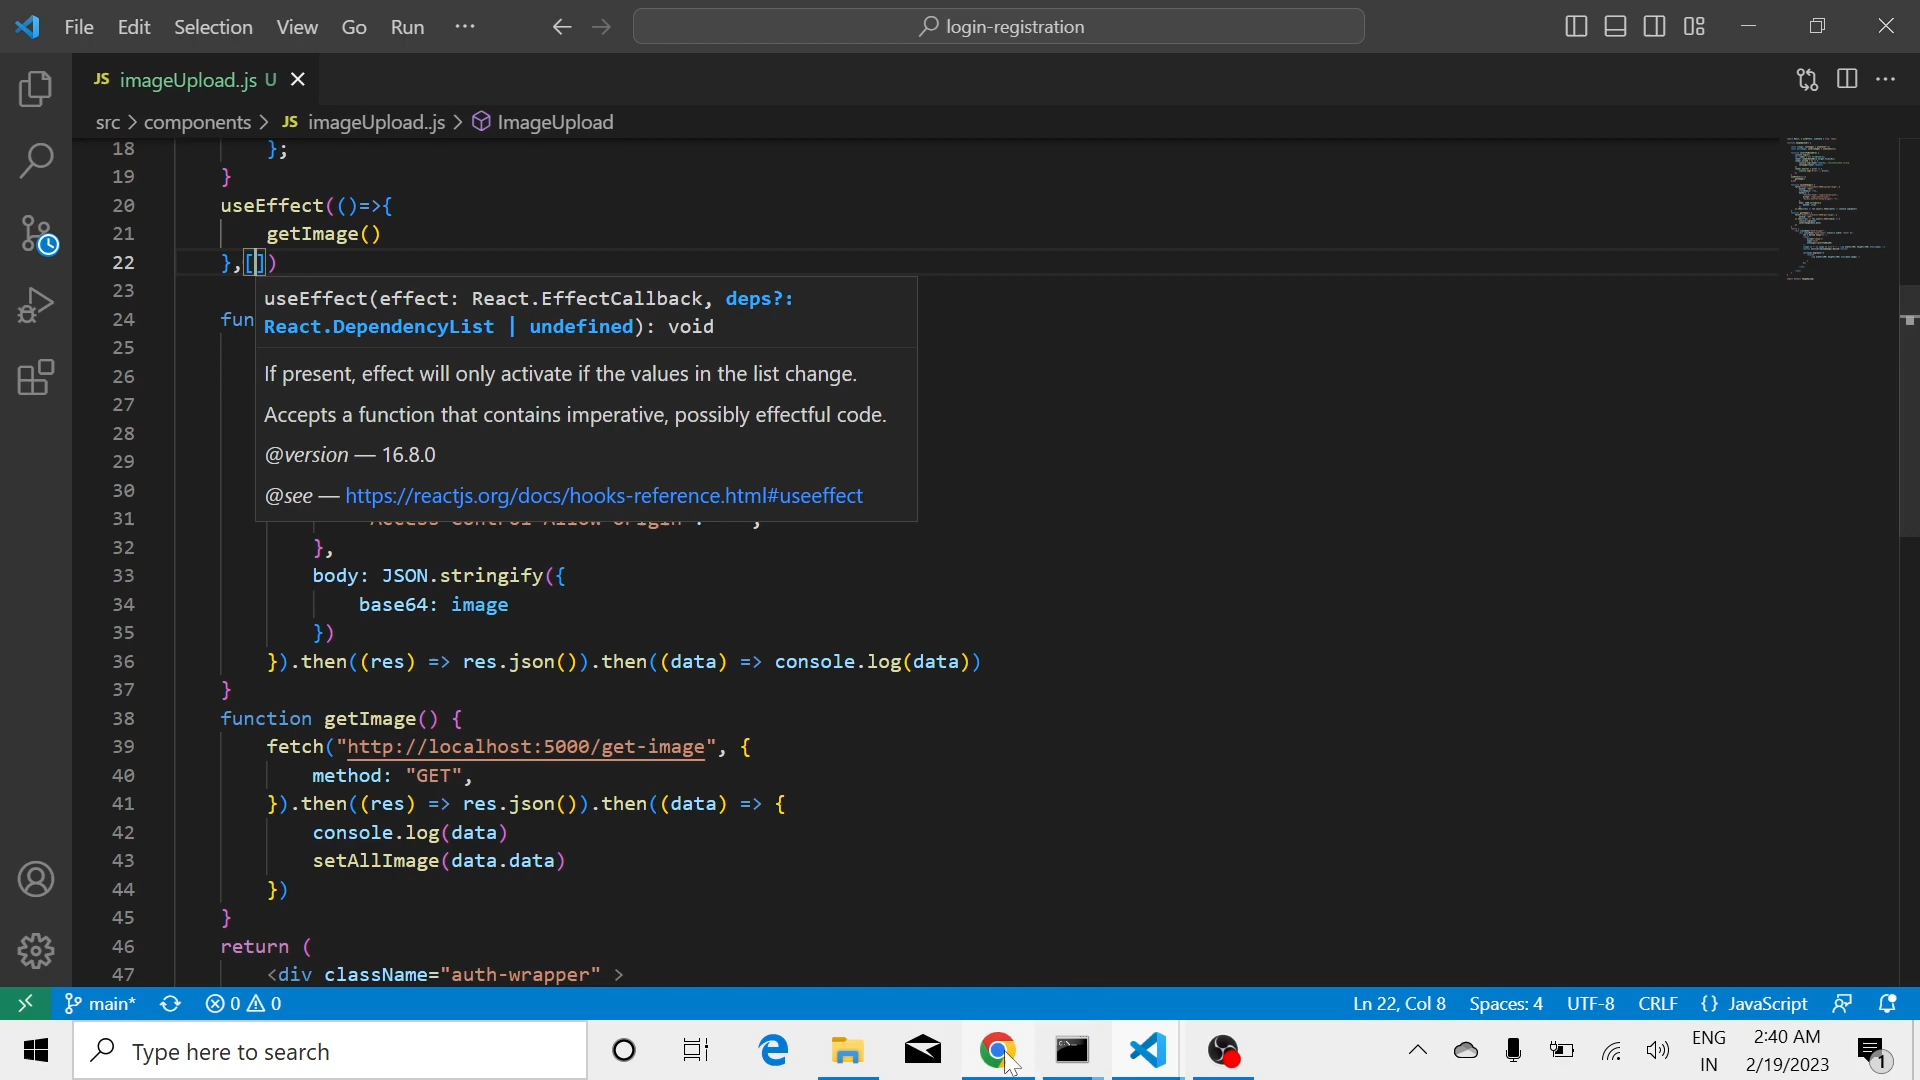 File Edit Selection View Go Run ···
login-registration
JS imageUpload..js U
src > components > JS imageUpload..js > ImageUpload
18 };
19 }
20 useEffect(()=>{
21 getImage()
22 },[])
useEffect(effect: React.EffectCallback, deps?:
React.DependencyList | undefined): void
If present, effect will only activate if the values in the list change.
Accepts a function that contains imperative, possibly effectful code.
@version — 16.8.0
@see — https://reactjs.org/docs/hooks-reference.html#useeffect
23
24 fun
25
26
27
28
29
30
31
32 },
33 body: JSON.stringify({
34 base64: image
35 })
36 }).then((res) => res.json()).then((data) => console.log(data))
37 }
38 function getImage() {
39 fetch("http://localhost:5000/get-image", {
40 method: "GET",
41 }).then((res) => res.json()).then((data) => {
42 console.log(data)
43 setAllImage(data.data)
44 })
45 }
46 return (
47 <div className="auth-wrapper" >
main* 0 0 Ln 22, Col 8 Spaces: 4 UTF-8 CRLF {} JavaScript
Type here to search
ENG
IN
2:40 AM
2/19/2023
1